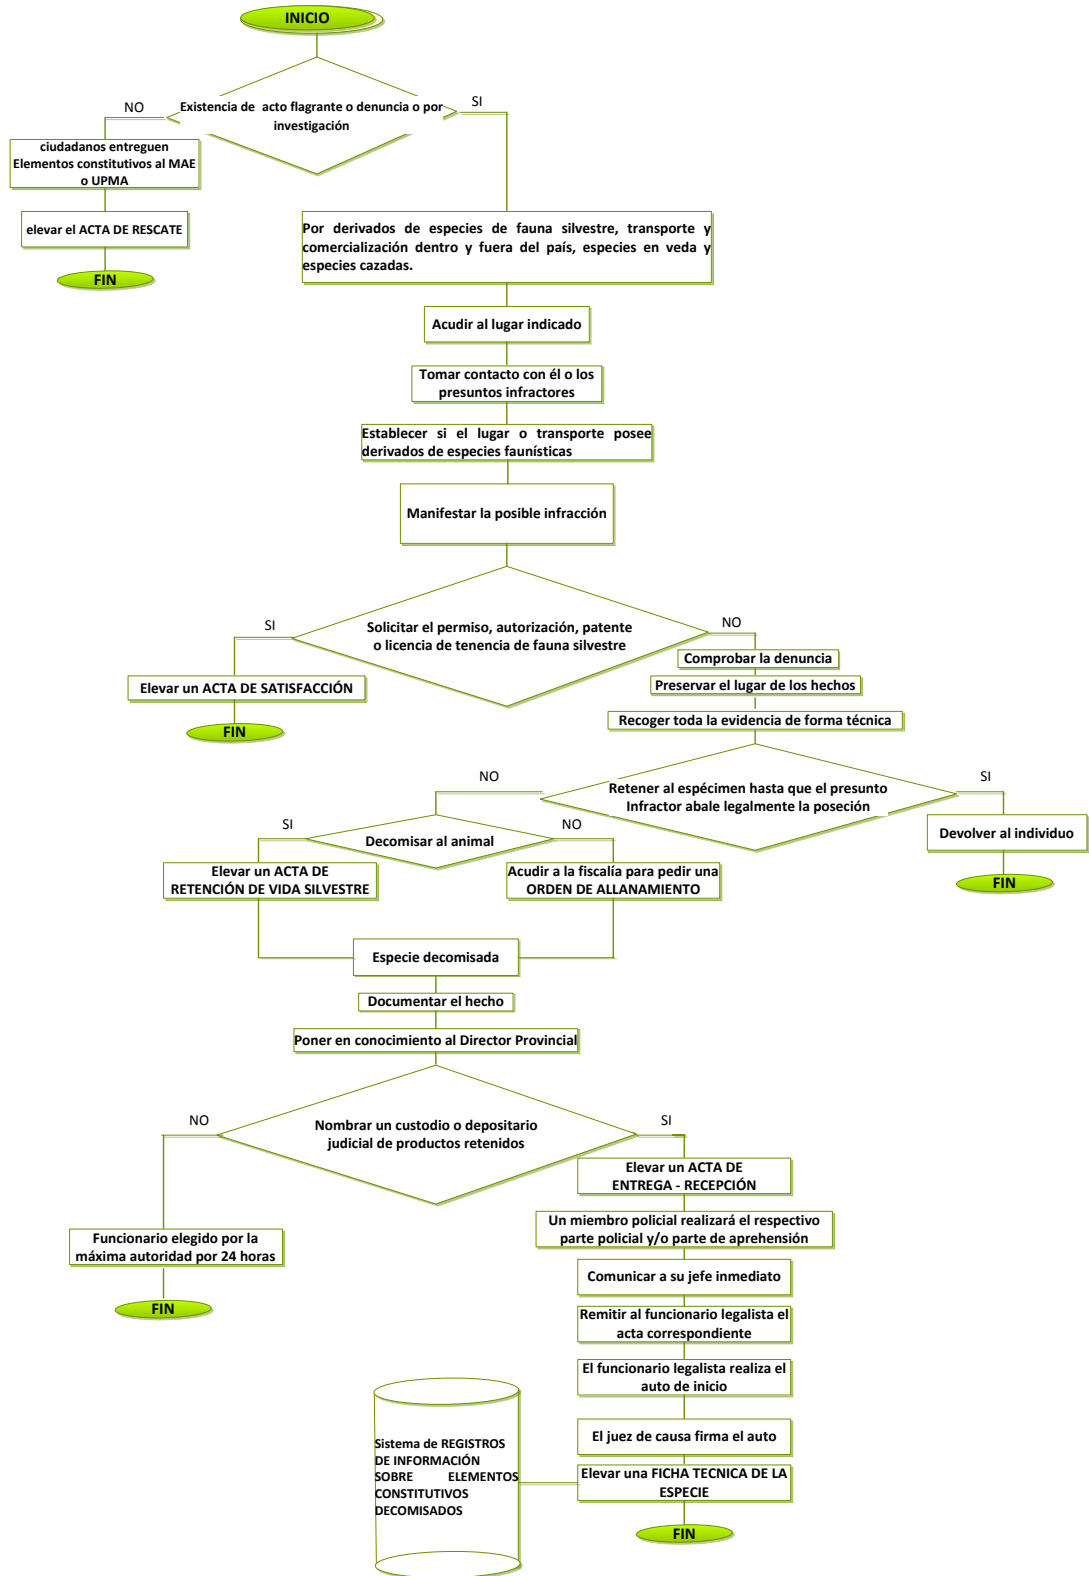 INICIO
NO
Existencia de acto flagrante o denuncia o por
investigación
SI
ciudadanos entreguen
Elementos constitutivos al MAE
o UPMA
elevar el ACTA DE RESCATE
FIN
Por derivados de especies de fauna silvestre, transporte y
comercialización dentro y fuera del país, especies en veda y
especies cazadas.
Acudir al lugar indicado
Tomar contacto con él o los
presuntos infractores
Establecer si el lugar o transporte posee
derivados de especies faunísticas
Manifestar la posible infracción
SI
Solicitar el permiso, autorización, patente
o licencia de tenencia de fauna silvestre
NO
Elevar un ACTA DE SATISFACCIÓN
FIN
Comprobar la denuncia
Preservar el lugar de los hechos
Recoger toda la evidencia de forma técnica
NO
Retener al espécimen hasta que el presunto
Infractor abale legalmente la poseción
SI
Devolver al individuo
FIN
SI
Decomisar al animal
NO
Elevar un ACTA DE
RETENCIÓN DE VIDA SILVESTRE
Acudir a la fiscalía para pedir una
ORDEN DE ALLANAMIENTO
Especie decomisada
Documentar el hecho
Poner en conocimiento al Director Provincial
NO
Nombrar un custodio o depositario
judicial de productos retenidos
SI
Funcionario elegido por la
máxima autoridad por 24 horas
FIN
Elevar un ACTA DE
ENTREGA - RECEPCIÓN
Un miembro policial realizará el respectivo
parte policial y/o parte de aprehensión
Comunicar a su jefe inmediato
Remitir al funcionario legalista el
acta correspondiente
El funcionario legalista realiza el
auto de inicio
El juez de causa firma el auto
Elevar una FICHA TECNICA DE LA
ESPECIE
FIN
Sistema de REGISTROS
DE INFORMACIÓN
SOBRE ELEMENTOS
CONSTITUTIVOS
DECOMISADOS